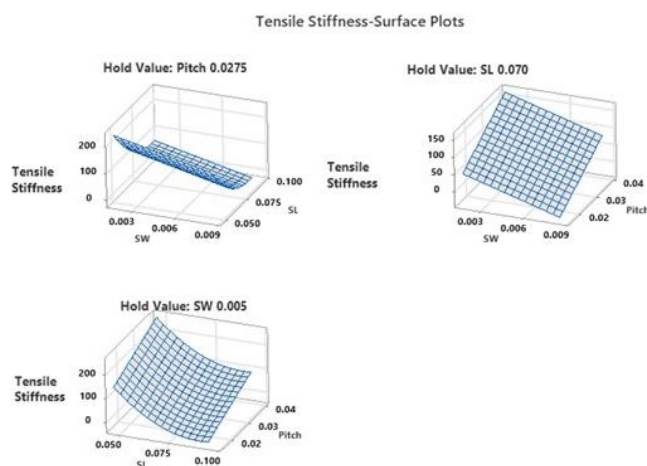 Tensile Stiffness-Surface Plots
Hold Value: Pitch 0.0275
200
100
0
Tensile
Stiffness
0.003
0.006
0.009
SW
0.050
0.075
0.100
SL
Hold Value: SL 0.070
150
100
50
0
Tensile
Stiffness
0.003
0.006
0.009
SW
0.02
0.03
0.04
Pitch
Hold Value: SW 0.005
200
100
0
Tensile
Stiffness
0.050
0.075
0.100
SL
0.02
0.03
0.04
Pitch